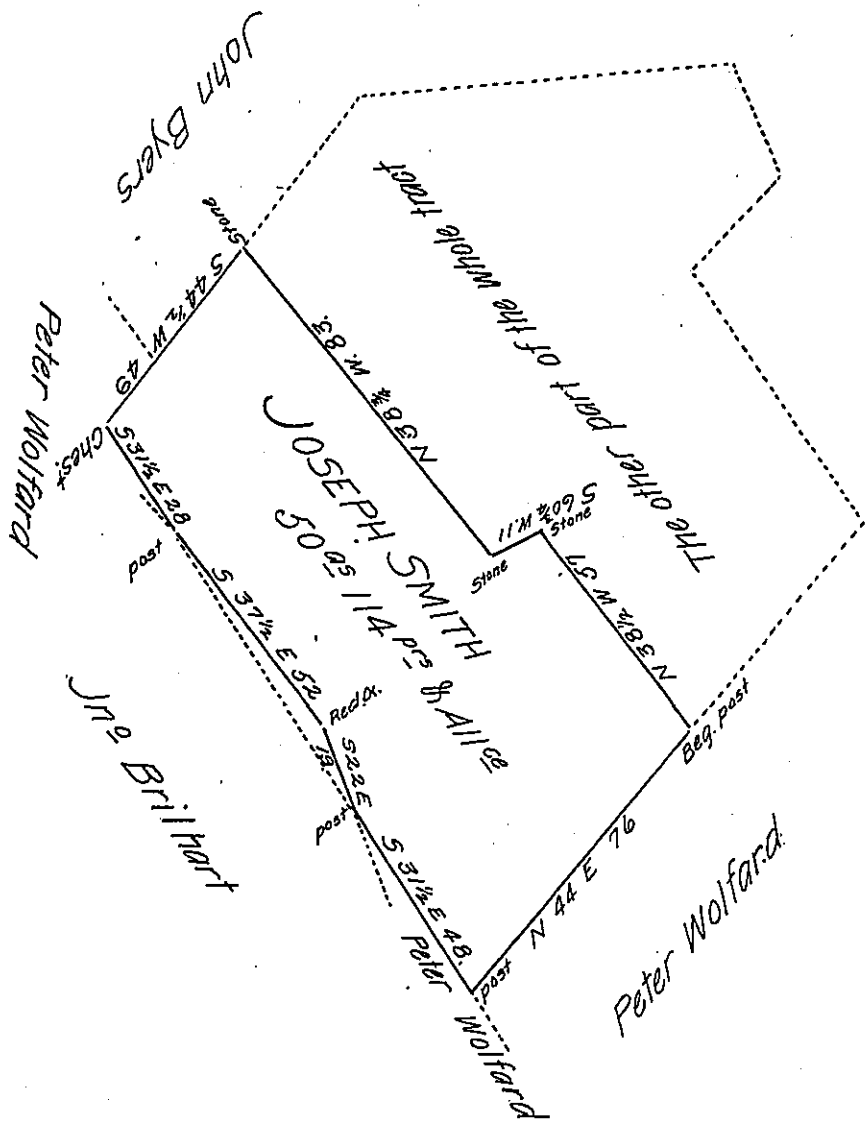 John Byers
The other part of the whole tract
Stone
S 44½ W 49
N 38¾ W. 83.
S 60¾ W. 11
Stone
Stone
N 38½ W 57
Beg. post
Peter Wolfard
Chest
S 31½ E 28
post
JOSEPH SMITH
50 as 114 prs & Allce
S 37½ E 52
Red Ox.
S 22 E
12.
post
S 31½ E 48.
N 44 E 76
Post
Jno Brilhart
Peter Wolfard
Peter Wolfard.